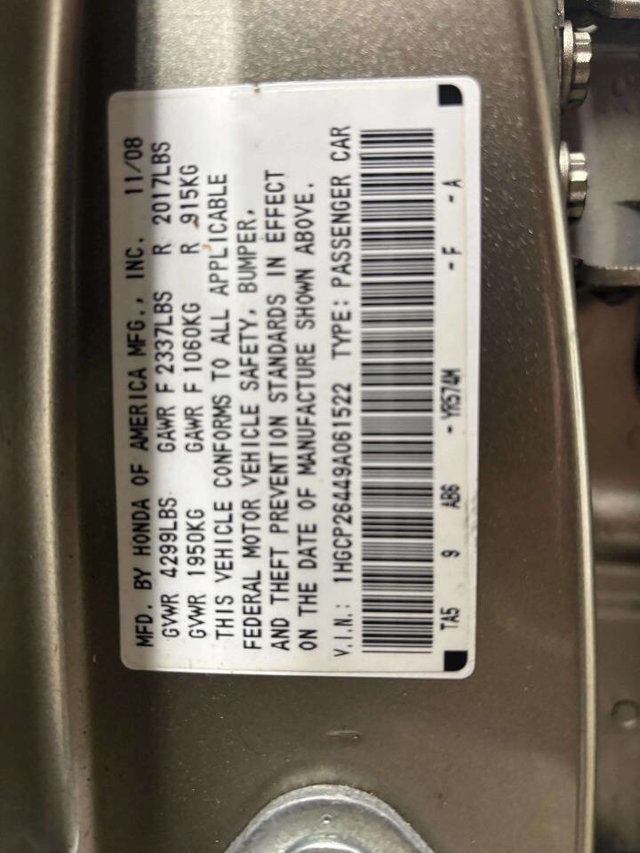 MFD. BY HONDA OF AMERICA MFG., INC. 11/08
GVWR 4299LBS GAWR F 2337LBS R 2017LBS
GVWR 1950KG GAWR F 1060KG R 915KG
THIS VEHICLE CONFORMS TO ALL APPLICABLE
FEDERAL MOTOR VEHICLE SAFETY, BUMPER,
AND THEFT PREVENTION STANDARDS IN EFFECT
ON THE DATE OF MANUFACTURE SHOWN ABOVE.
V.I.N.: 1HGCP26449A061522 TYPE: PASSENGER CAR
TA5 9 AB6 - YR574M - F - A